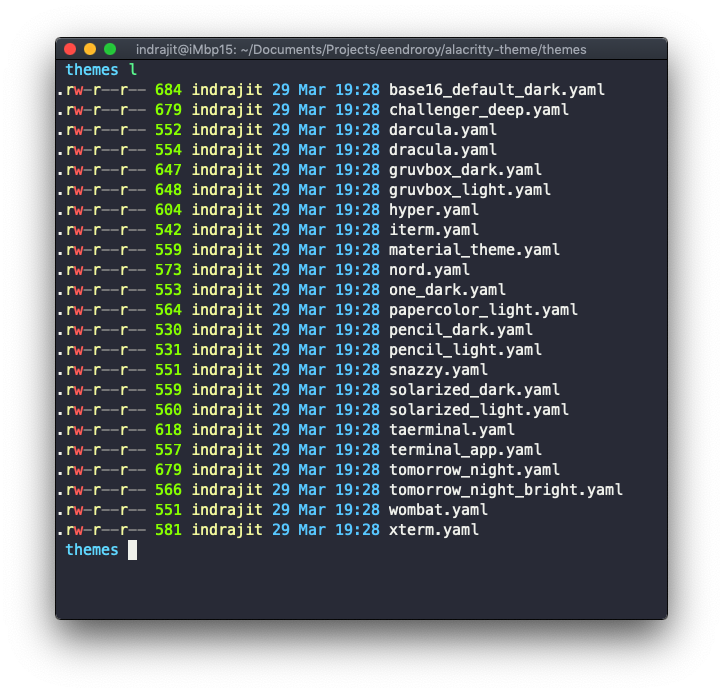 indrajit@iMbp15: ~/Documents/Projects/eendroroy/alacritty-theme/themes
themes l
.rw-r--r-- 684 indrajit 29 Mar 19:28 base16_default_dark.yaml
.rw-r--r-- 679 indrajit 29 Mar 19:28 challenger_deep.yaml
.rw-r--r-- 552 indrajit 29 Mar 19:28 darcula.yaml
.rw-r--r-- 554 indrajit 29 Mar 19:28 dracula.yaml
.rw-r--r-- 647 indrajit 29 Mar 19:28 gruvbox_dark.yaml
.rw-r--r-- 648 indrajit 29 Mar 19:28 gruvbox_light.yaml
.rw-r--r-- 604 indrajit 29 Mar 19:28 hyper.yaml
.rw-r--r-- 542 indrajit 29 Mar 19:28 iterm.yaml
.rw-r--r-- 559 indrajit 29 Mar 19:28 material_theme.yaml
.rw-r--r-- 573 indrajit 29 Mar 19:28 nord.yaml
.rw-r--r-- 553 indrajit 29 Mar 19:28 one_dark.yaml
.rw-r--r-- 564 indrajit 29 Mar 19:28 papercolor_light.yaml
.rw-r--r-- 530 indrajit 29 Mar 19:28 pencil_dark.yaml
.rw-r--r-- 531 indrajit 29 Mar 19:28 pencil_light.yaml
.rw-r--r-- 551 indrajit 29 Mar 19:28 snazzy.yaml
.rw-r--r-- 559 indrajit 29 Mar 19:28 solarized_dark.yaml
.rw-r--r-- 560 indrajit 29 Mar 19:28 solarized_light.yaml
.rw-r--r-- 618 indrajit 29 Mar 19:28 taerminal.yaml
.rw-r--r-- 557 indrajit 29 Mar 19:28 terminal_app.yaml
.rw-r--r-- 679 indrajit 29 Mar 19:28 tomorrow_night.yaml
.rw-r--r-- 566 indrajit 29 Mar 19:28 tomorrow_night_bright.yaml
.rw-r--r-- 551 indrajit 29 Mar 19:28 wombat.yaml
.rw-r--r-- 581 indrajit 29 Mar 19:28 xterm.yaml
themes